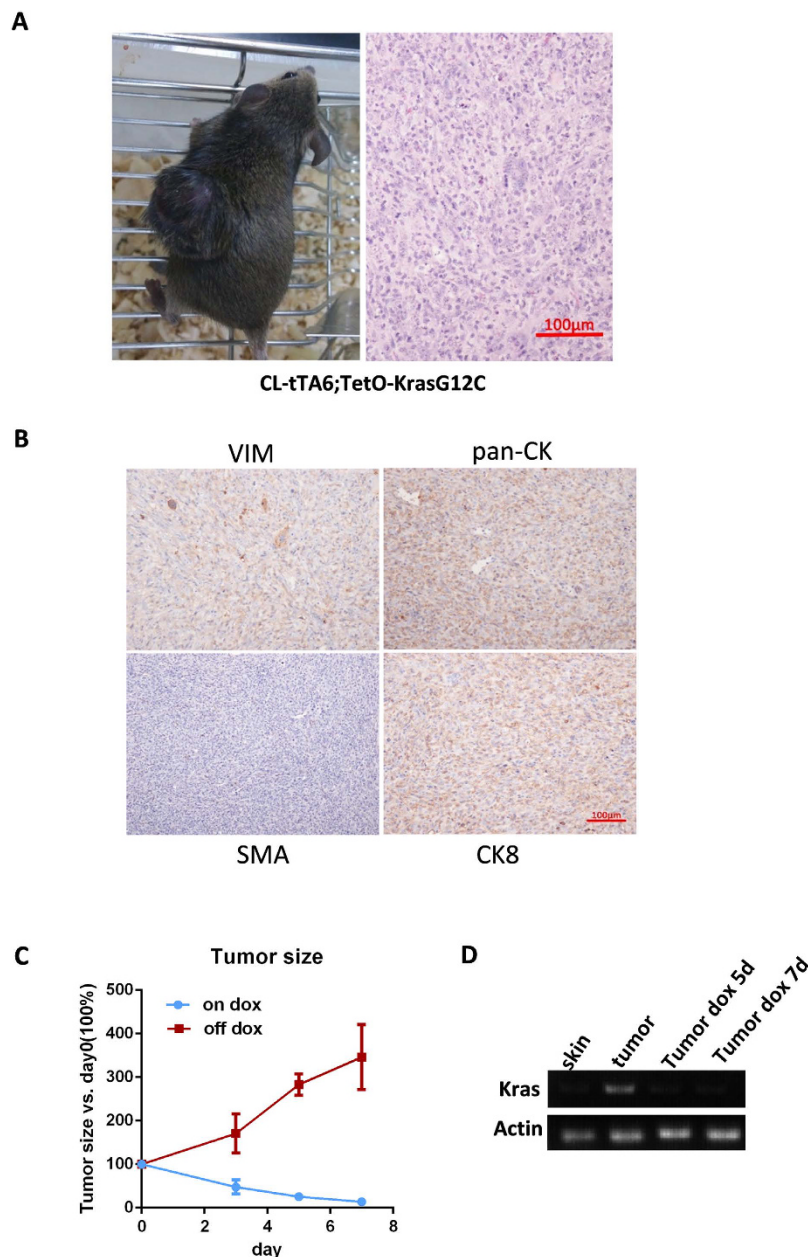 A
100μm
CL-tTA6;TetO-KrasG12C
B
VIM pan-CK
100μm
SMA CK8
C
Tumor size
Tumor size vs. day0(100%)
500
400
300
200
100
0
on dox
off dox
0 2 4 6 8
day
D
skin tumor Tumor dox 5d Tumor dox 7d
Kras
Actin